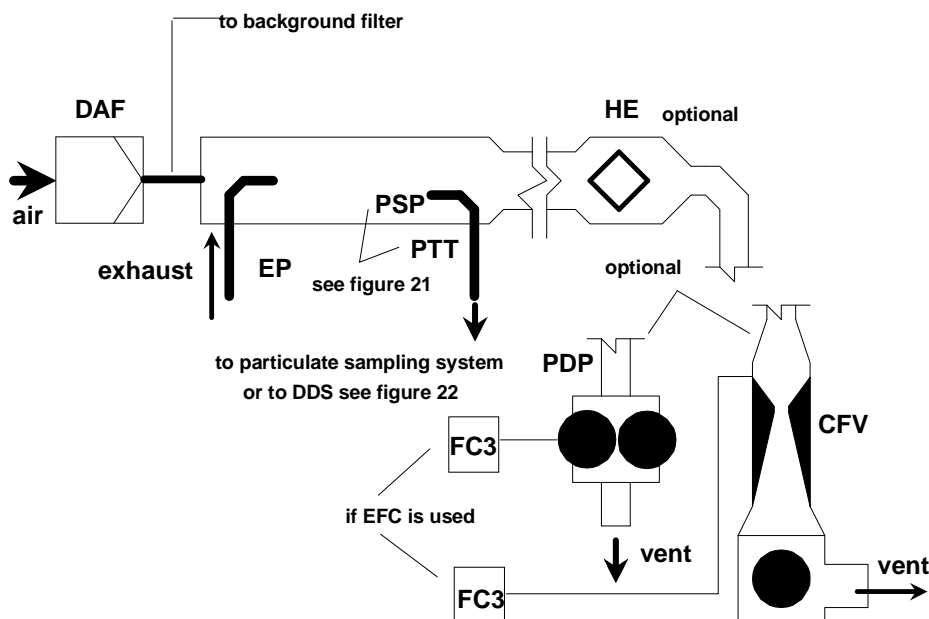 to background filter
DAF
HE
optional
air
PSP
exhaust
EP
PTT
see figure 21
optional
to particulate sampling system
or to DDS see figure 22
PDP
CFV
FC3
if EFC is used
vent
vent
FC3